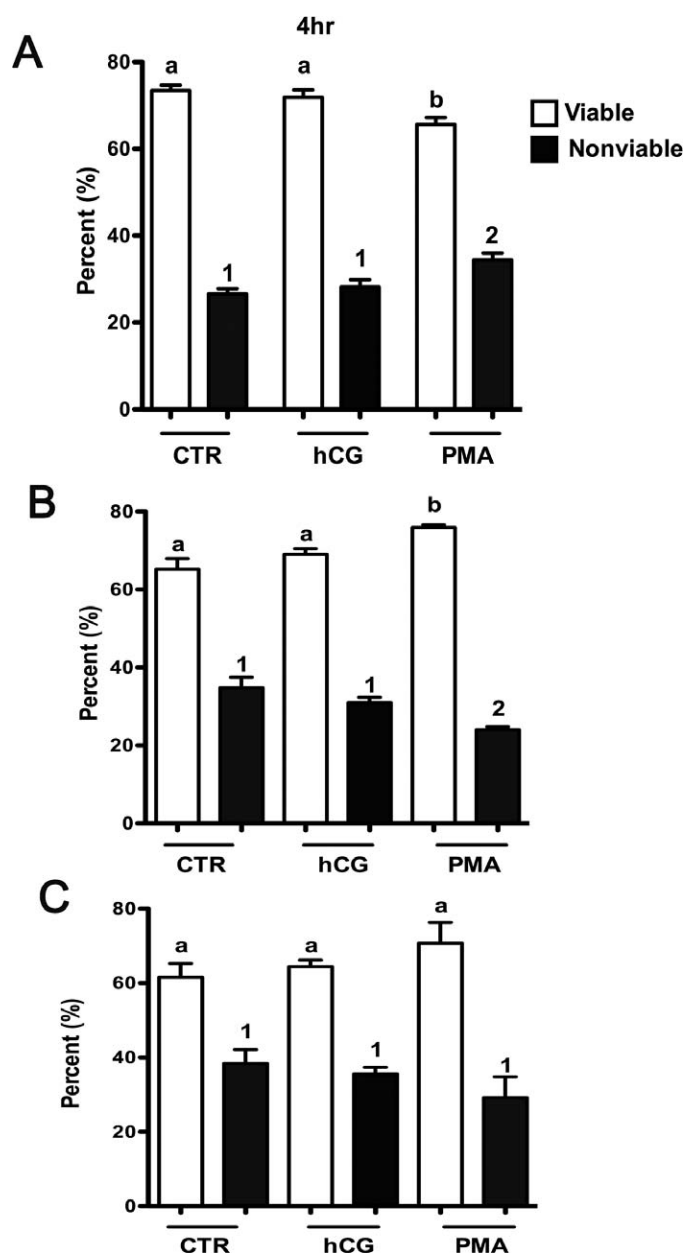 4hr
A
80
60
40
20
0
Percent (%)
a
1
a
1
b
2
Viable
Nonviable
CTR hCG PMA
B
80
60
40
20
0
Percent (%)
a
1
a
1
b
2
CTR hCG PMA
C
80
60
40
20
0
Percent (%)
a
1
a
1
a
1
CTR hCG PMA